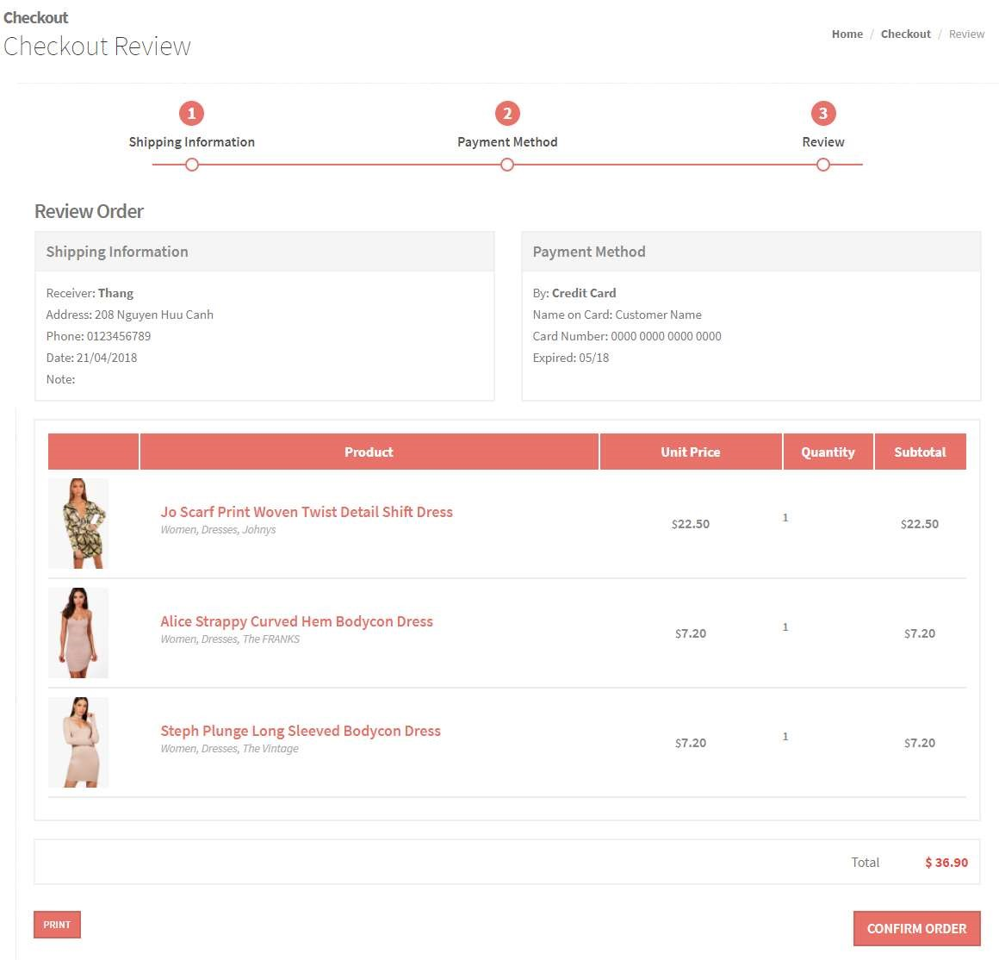 Checkout
Checkout Review
Home / Checkout / Review
1 2 3
Shipping Information Payment Method Review
Review Order
Shipping Information
Receiver: Thang
Address: 208 Nguyen Huu Canh
Phone: 0123456789
Date: 21/04/2018
Note:
Payment Method
By: Credit Card
Name on Card: Customer Name
Card Number: 0000 0000 0000 0000
Expired: 05/18
Product Unit Price Quantity Subtotal
Jo Scarf Print Woven Twist Detail Shift Dress
Women, Dresses, Johnys
$22.50 1 $22.50
Alice Strappy Curved Hem Bodycon Dress
Women, Dresses, The FRANKS
$7.20 1 $7.20
Steph Plunge Long Sleeved Bodycon Dress
Women, Dresses, The Vintage
$7.20 1 $7.20
Total $ 36.90
PRINT CONFIRM ORDER